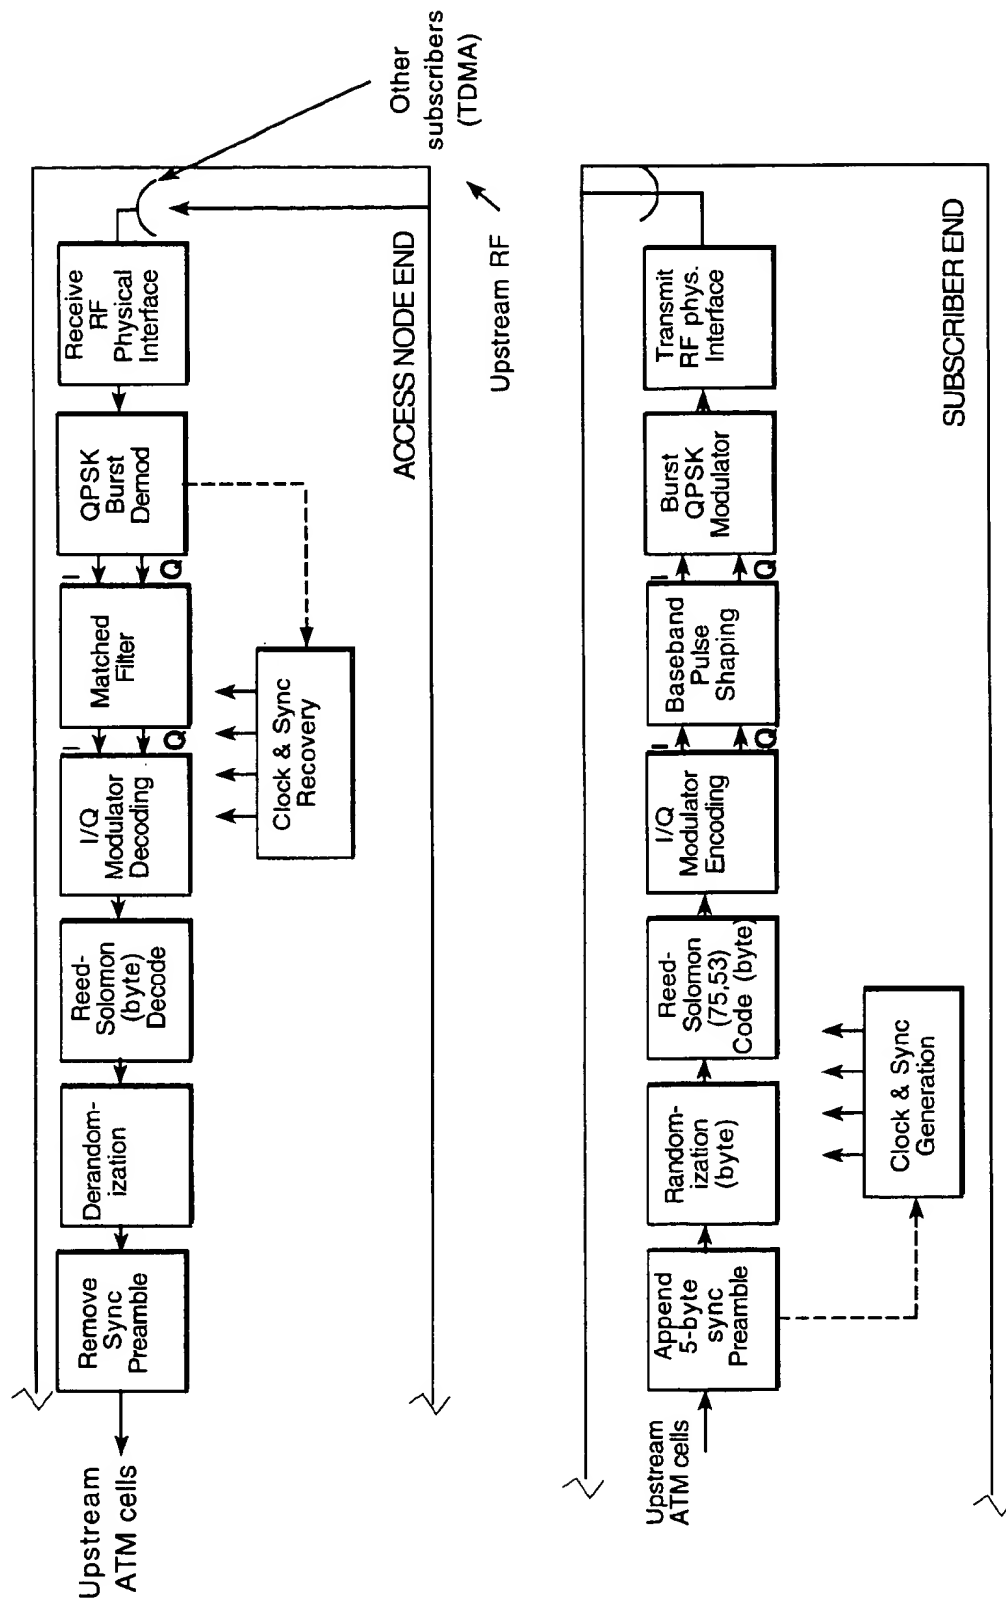 Upstream
ATM cells
Remove
Sync
Preamble
Derandom-
ization
Reed-
Solomon
(byte)
Decode
I/Q
Modulator
Decoding
I
Q
Matched
Filter
I
Q
QPSK
Burst
Demod
Receive
RF
Physical
Interface
Clock & Sync
Recovery
ACCESS NODE END
Other
subscribers
(TDMA)
Upstream RF
Upstream
ATM cells
Append
5-byte
sync
Preamble
Random-
ization
(byte)
Reed-
Solomon
(75,53)
Code (byte)
I/Q
Modulator
Encoding
I
Q
Baseband
Pulse
Shaping
I
Q
Burst
QPSK
Modulator
Transmit
RF phys.
Interface
Clock & Sync
Generation
SUBSCRIBER END